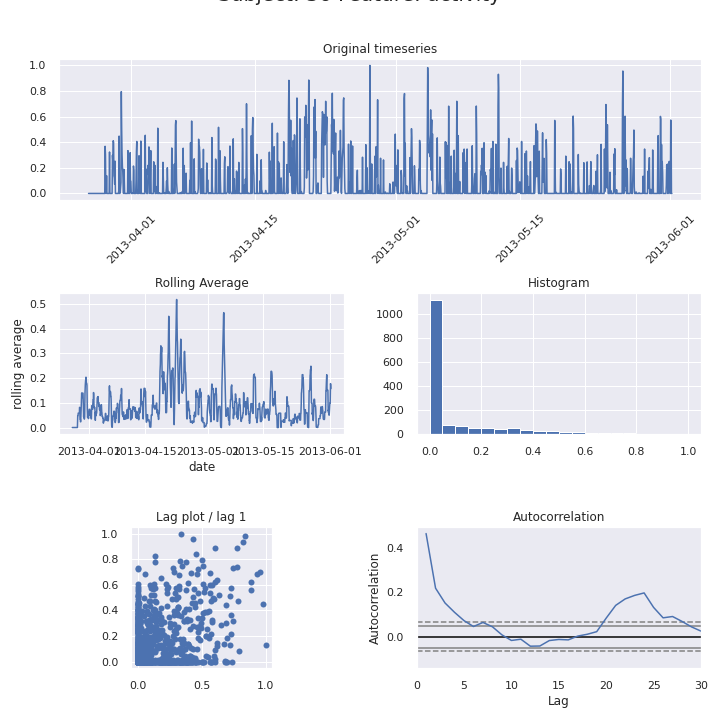 Original timeseries
1.0
0.8
0.6
0.4
0.2
0.0
2013-04-01
2013-04-15
2013-05-01
2013-05-15
2013-06-01
Rolling Average
0.5
0.4
0.3
0.2
0.1
0.0
rolling average
2013-04-01 2013-04-15 2013-05-01 2013-05-15 2013-06-01
date
Histogram
1000
800
600
400
200
0
0.0 0.2 0.4 0.6 0.8 1.0
Lag plot / lag 1
1.0
0.8
0.6
0.4
0.2
0.0
0.0 0.5 1.0
Autocorrelation
0.4
0.2
0.0
Autocorrelation
0 5 10 15 20 25 30
Lag